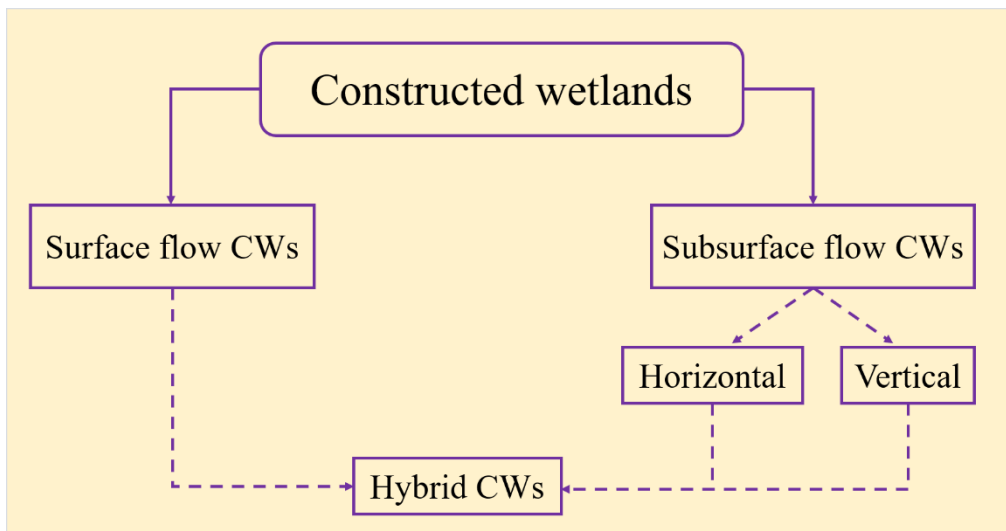 Constructed wetlands
Surface flow CWs
Subsurface flow CWs
Horizontal
Vertical
Hybrid CWs